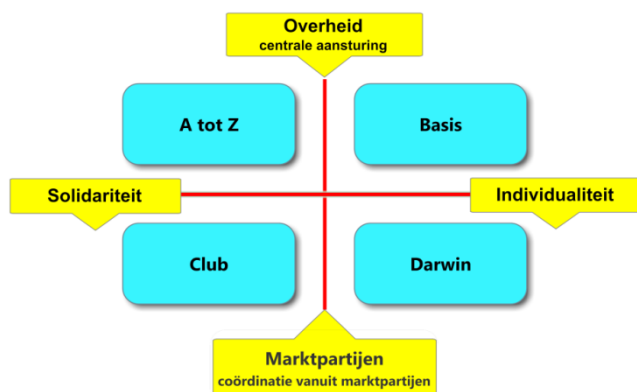 Overheid
centrale aansturing
A tot Z
Basis
Solidariteit
Individualiteit
Club
Darwin
Marktpartijen
coördinatie vanuit marktpartijen